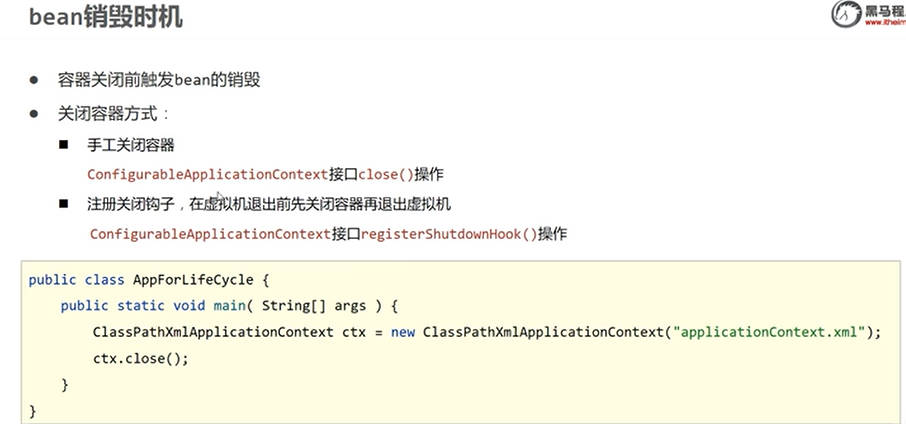 bean销毁时机
黑马程
www.itheim
● 容器关闭前触发bean的销毁
● 关闭容器方式：
■ 手工关闭容器
ConfigurableApplicationContext接口close()操作
■ 注册关闭钩子，在虚拟机退出前先关闭容器再退出虚拟机
ConfigurableApplicationContext接口registerShutdownHook()操作
public class AppForLifeCycle {
    public static void main( String[] args ) {
        ClassPathXmlApplicationContext ctx = new ClassPathXmlApplicationContext("applicationContext.xml");
        ctx.close();
    }
}